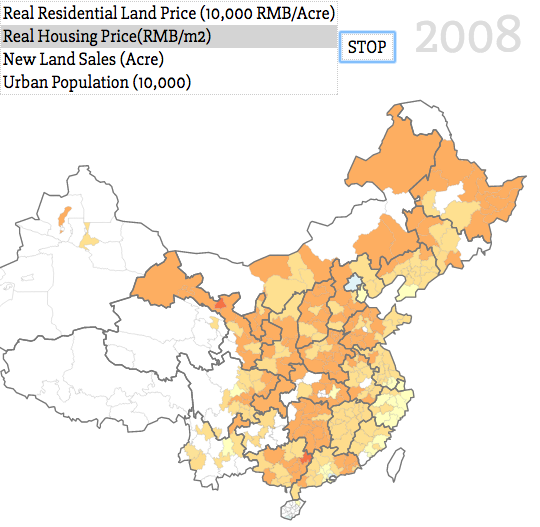 Real Residential Land Price (10,000 RMB/Acre)
Real Housing Price(RMB/m2)
New Land Sales (Acre)
Urban Population (10,000)
STOP
2008